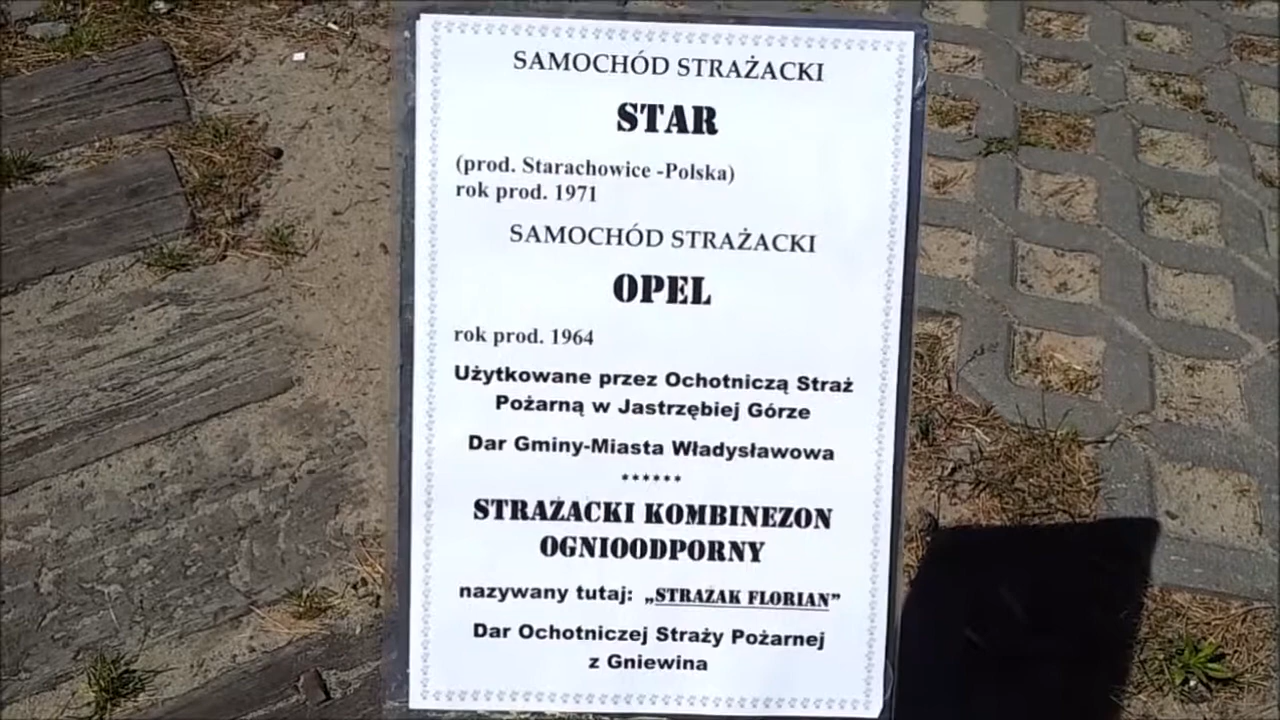 SAMOCHÓD STRAŻACKI
STAR
(prod. Starachowice -Polska)
rok prod. 1971
SAMOCHÓD STRAŻACKI
OPEL
rok prod. 1964
Użytkowane przez Ochotniczą Straż
Pożarną w Jastrzębiej Górze
Dar Gminy-Miasta Władysławowa
******
STRAŻACKI KOMBINEZON
OGNIOODPORNY
nazywany tutaj: „STRAŻAK FLORIAN”
Dar Ochotniczej Straży Pożarnej
z Gniewina